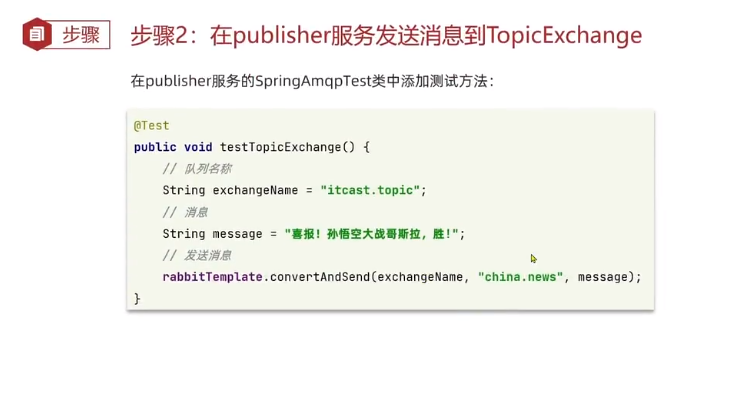 步骤
步骤2：在publisher服务发送消息到TopicExchange
在publisher服务的SpringAmqpTest类中添加测试方法：
@Test
public void testTopicExchange() {
// 队列名称
String exchangeName = "itcast.topic";
// 消息
String message = "喜报！孙悟空大战哥斯拉，胜!";
// 发送消息
rabbitTemplate.convertAndSend(exchangeName, "china.news", message);
}